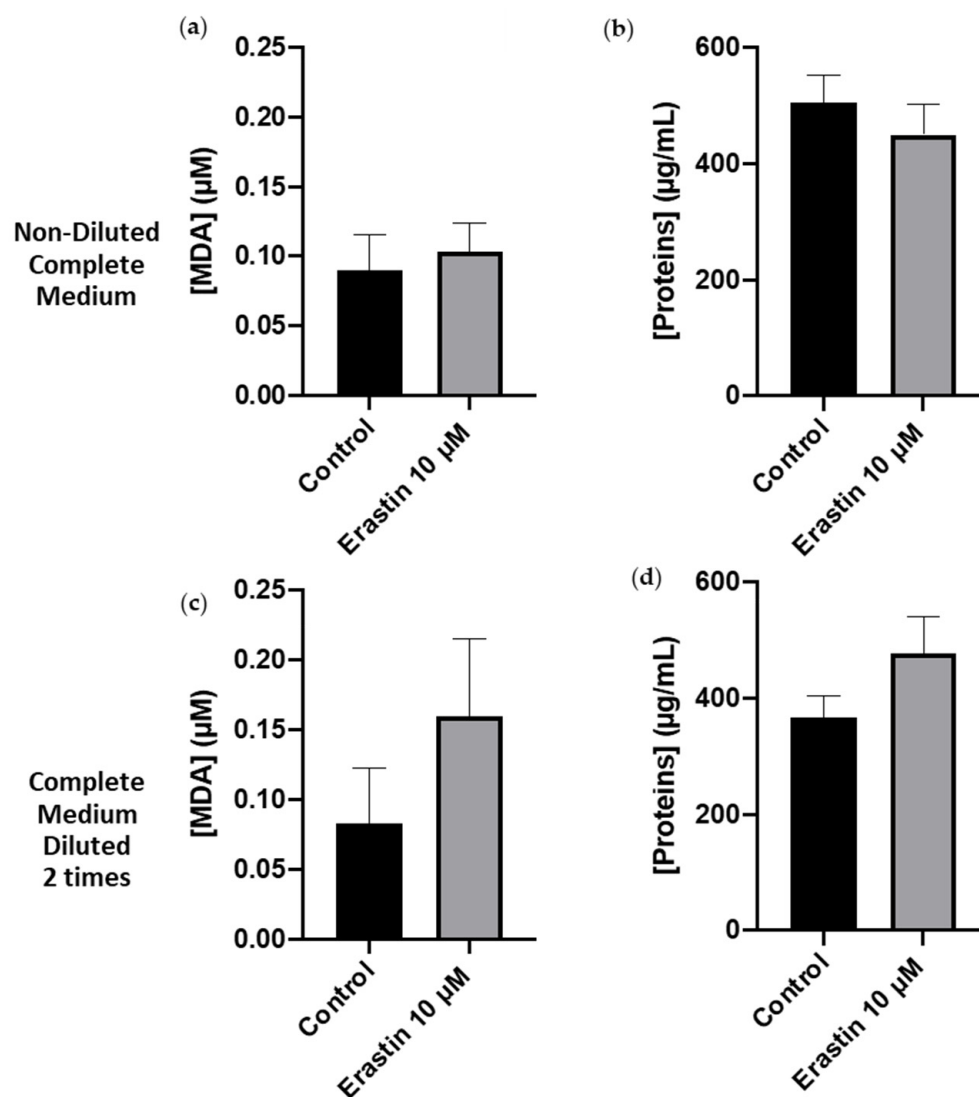 (a)
0.25
0.20
0.15
0.10
0.05
0.00
[MDA] (µM)
Control
Erastin 10 µM
(b)
600
400
200
0
[Proteins] (µg/mL)
Control
Erastin 10 µM
Non-Diluted
Complete
Medium
(c)
0.25
0.20
0.15
0.10
0.05
0.00
[MDA] (µM)
Control
Erastin 10 µM
(d)
600
400
200
0
[Proteins] (µg/mL)
Control
Erastin 10 µM
Complete
Medium
Diluted
2 times